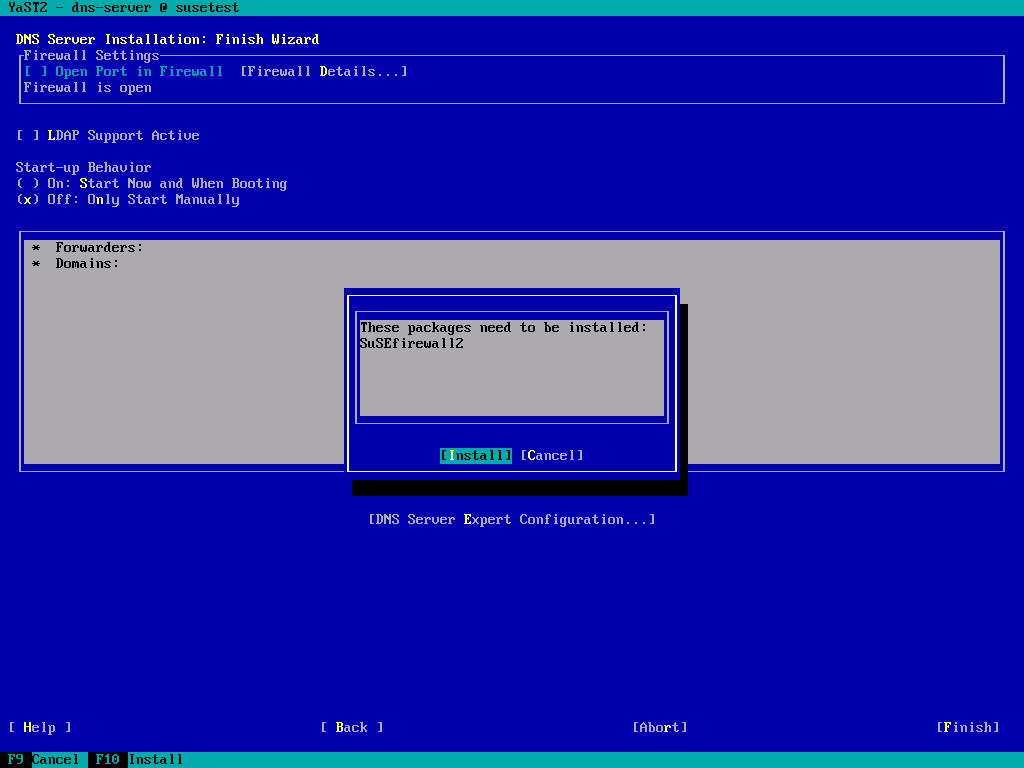 YaST2 - dns-server @ susetest
DNS Server Installation: Finish Wizard
Firewall Settings
[ ] Open Port in Firewall [Firewall Details...]
Firewall is open
[ ] LDAP Support Active
Start-up Behavior
( ) On: Start Now and When Booting
(x) Off: Only Start Manually
* Forwarders:
* Domains:
These packages need to be installed:
SuSEfirewall2
[Install] [Cancel]
[DNS Server Expert Configuration...]
[ Help ] [ Back ] [Abort] [Finish]
F9 Cancel F10 Install